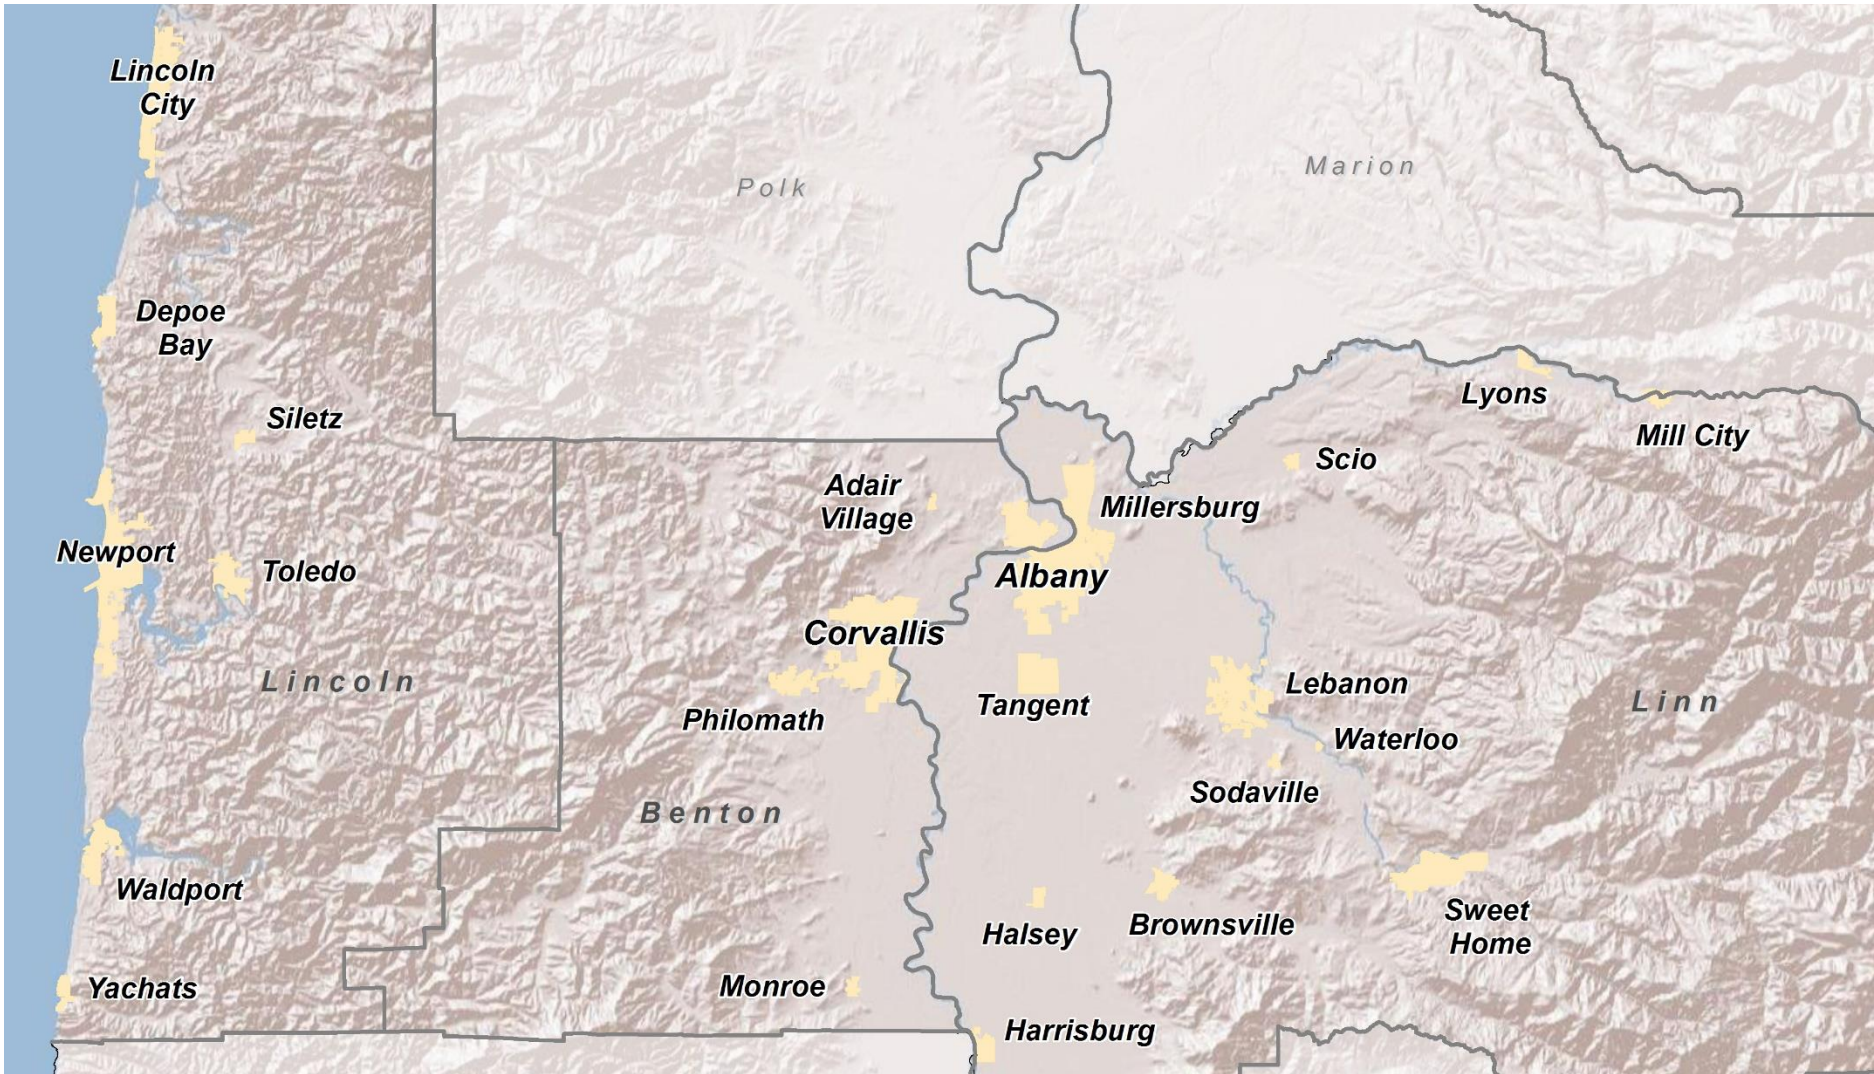 Lincoln
City
Polk
Marion
Depoe
Bay
Siletz
Lyons
Mill City
Scio
Adair
Village
Millersburg
Newport
Toledo
Albany
Corvallis
Lincoln
Lebanon
Linn
Tangent
Philomath
Waterloo
Sodaville
Benton
Waldport
Sweet
Home
Brownsville
Halsey
Monroe
Yachats
Harrisburg